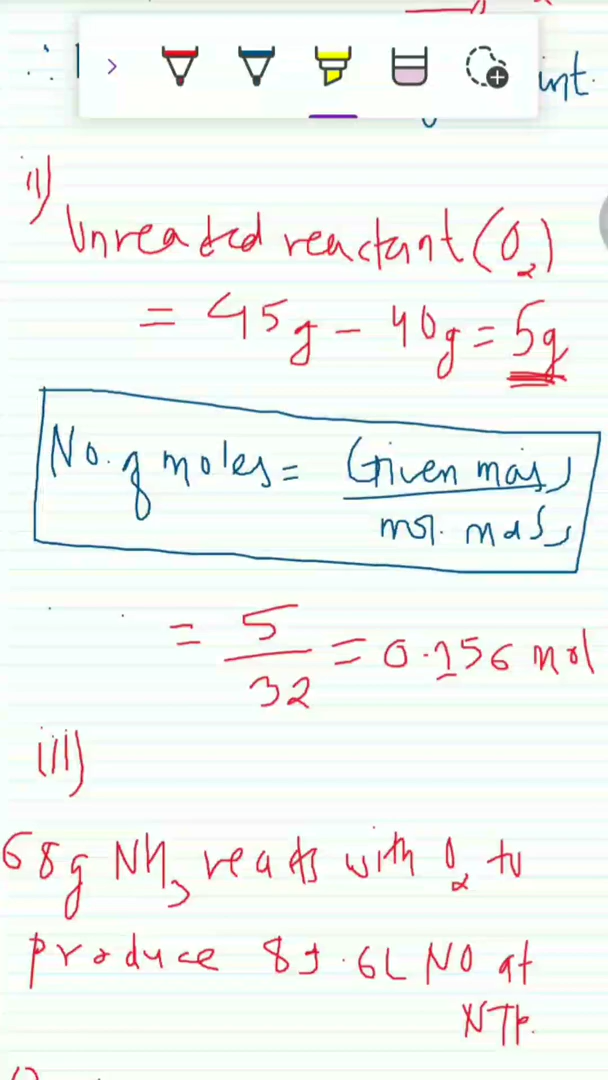 ∴ int.
ii)
Unreacted reactant (O₂)
= 45g - 40g = 5g
No. of moles = Given mass / mol. mass
= 5/32 = 0.156 mol
iii)
68g NH₃ reacts with O₂ to
produce 89.6L NO at
NTP.